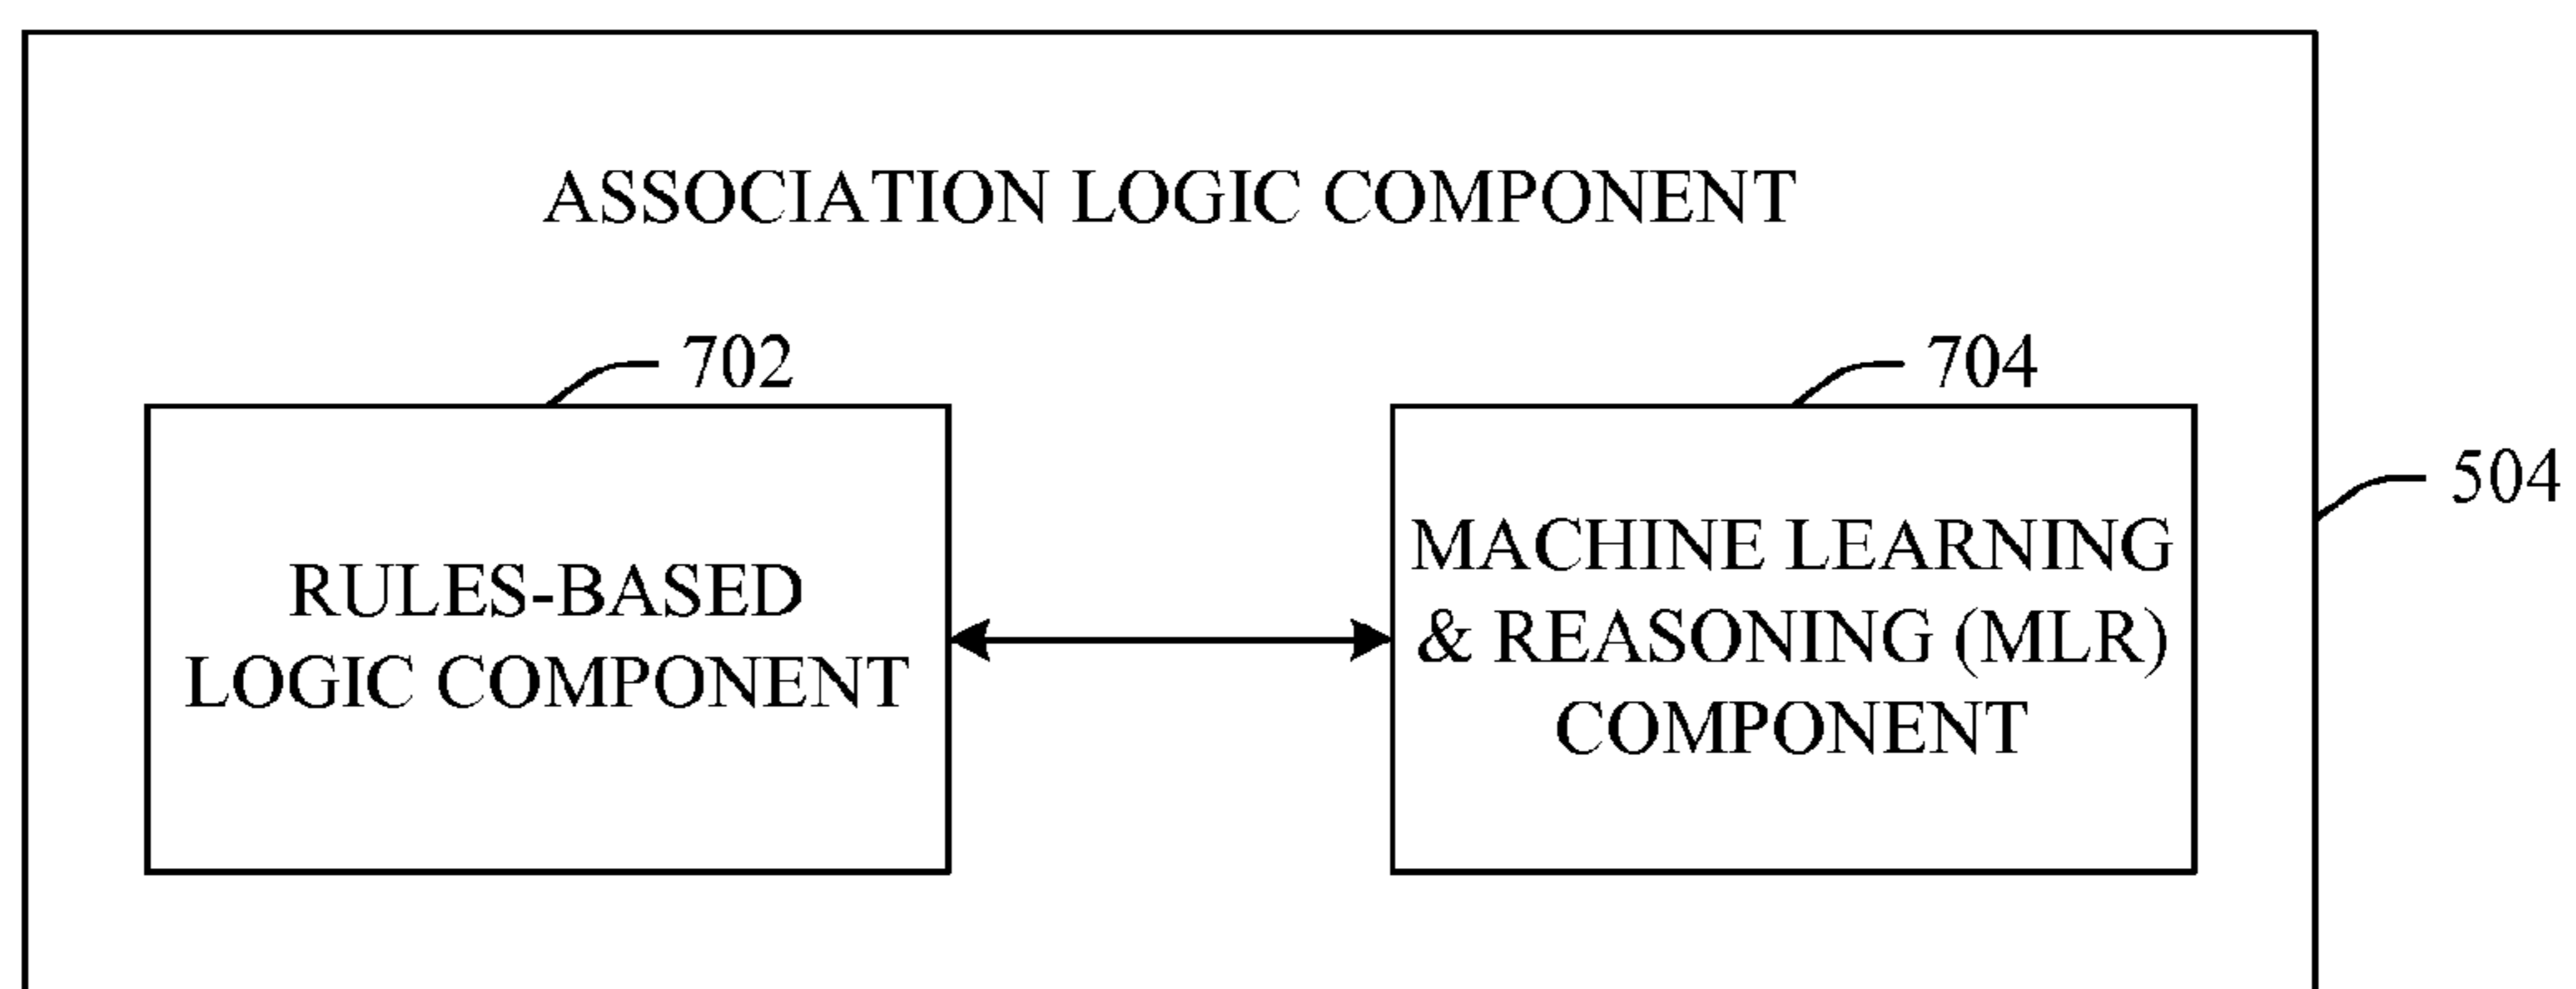 ASSOCIATION LOGIC COMPONENT
702
704
504
RULES-BASED
LOGIC COMPONENT
MACHINE LEARNING
& REASONING (MLR)
COMPONENT